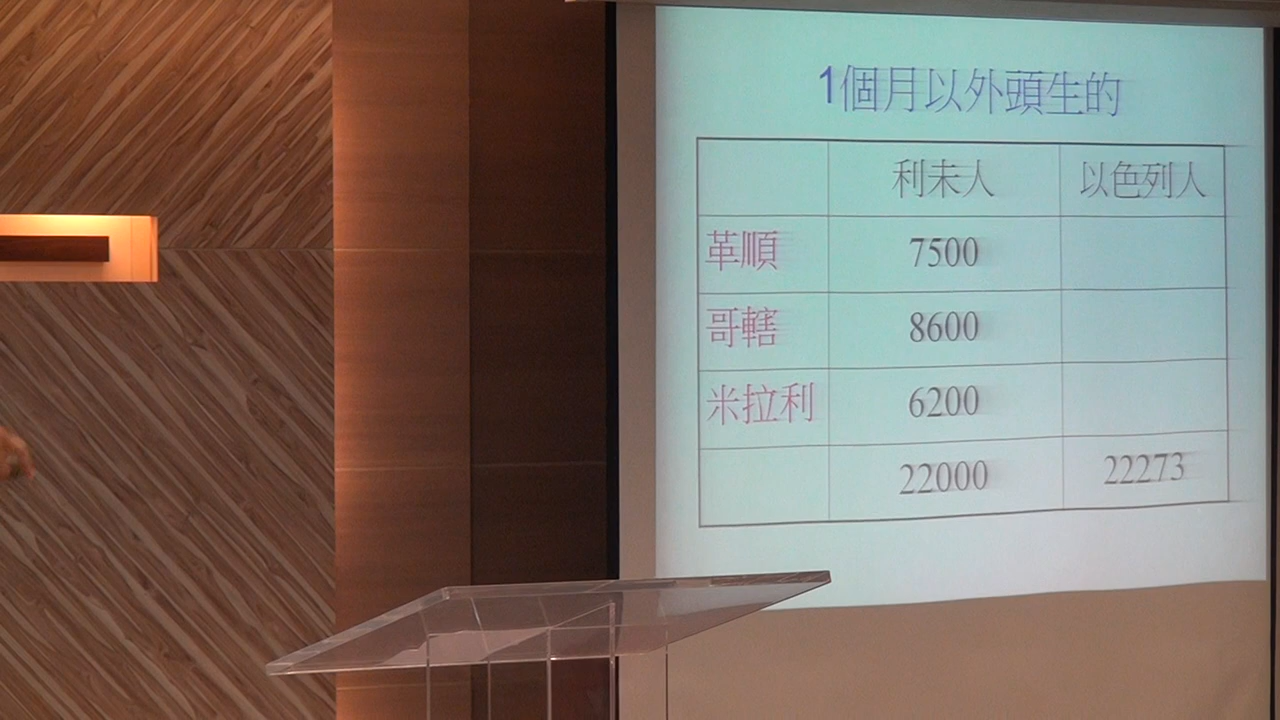 1個月以外頭生的
利未人 以色列人
革順 7500
哥轄 8600
米拉利 6200
22000 22273